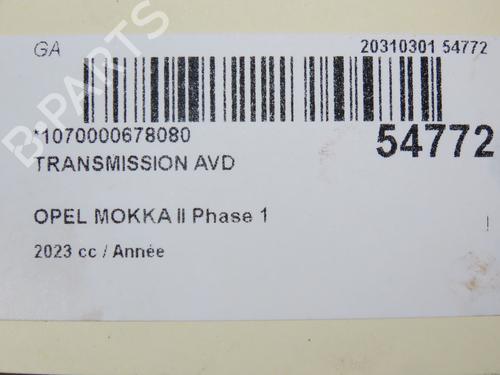 GA 20310301 54772
*1070000678080
54772
TRANSMISSION AVD
OPEL MOKKA II Phase 1
2023 cc / Année
B-PARTS